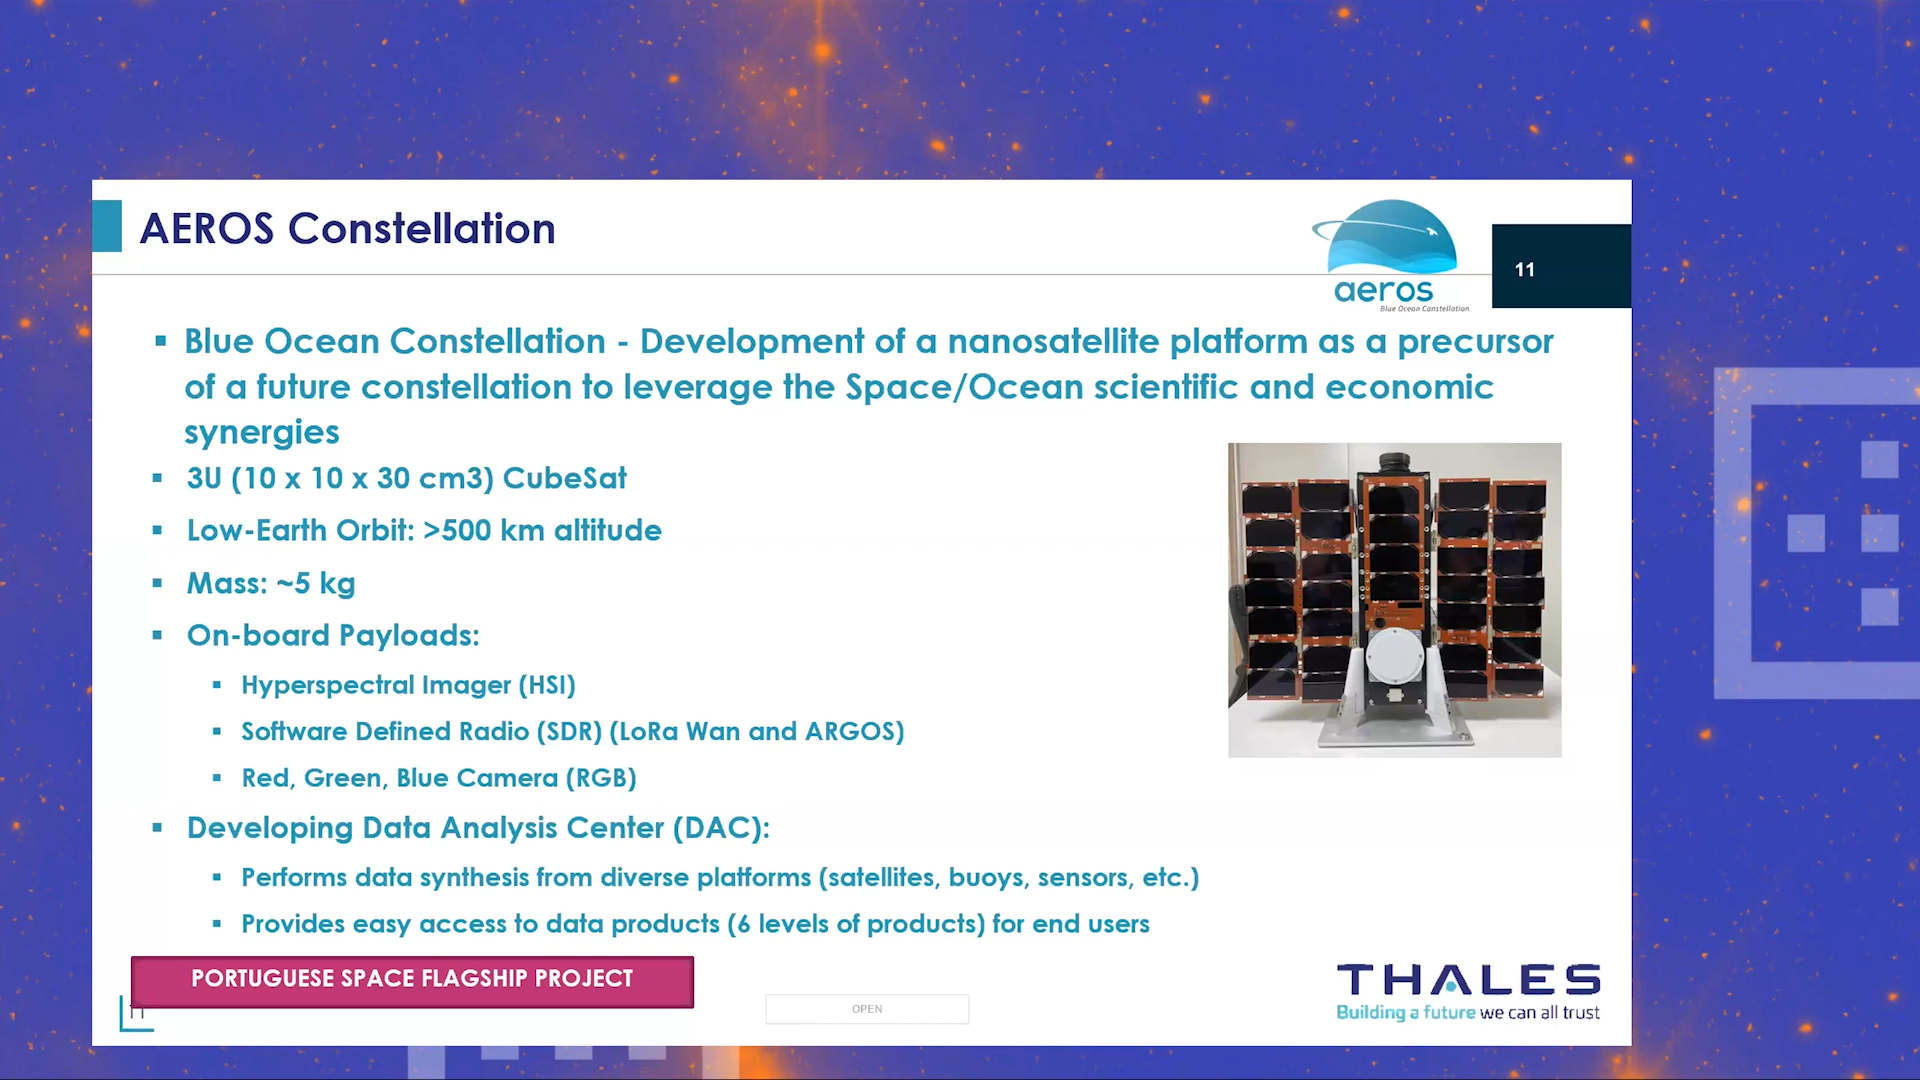 AEROS Constellation
aeros
Blue Ocean Constellation
11
▪ Blue Ocean Constellation - Development of a nanosatellite platform as a precursor
of a future constellation to leverage the Space/Ocean scientific and economic
synergies
▪ 3U (10 x 10 x 30 cm3) CubeSat
▪ Low-Earth Orbit: >500 km altitude
▪ Mass: ~5 kg
▪ On-board Payloads:
▪ Hyperspectral Imager (HSI)
▪ Software Defined Radio (SDR) (LoRa Wan and ARGOS)
▪ Red, Green, Blue Camera (RGB)
▪ Developing Data Analysis Center (DAC):
▪ Performs data synthesis from diverse platforms (satellites, buoys, sensors, etc.)
▪ Provides easy access to data products (6 levels of products) for end users
PORTUGUESE SPACE FLAGSHIP PROJECT
11
OPEN
THALES
Building a future we can all trust